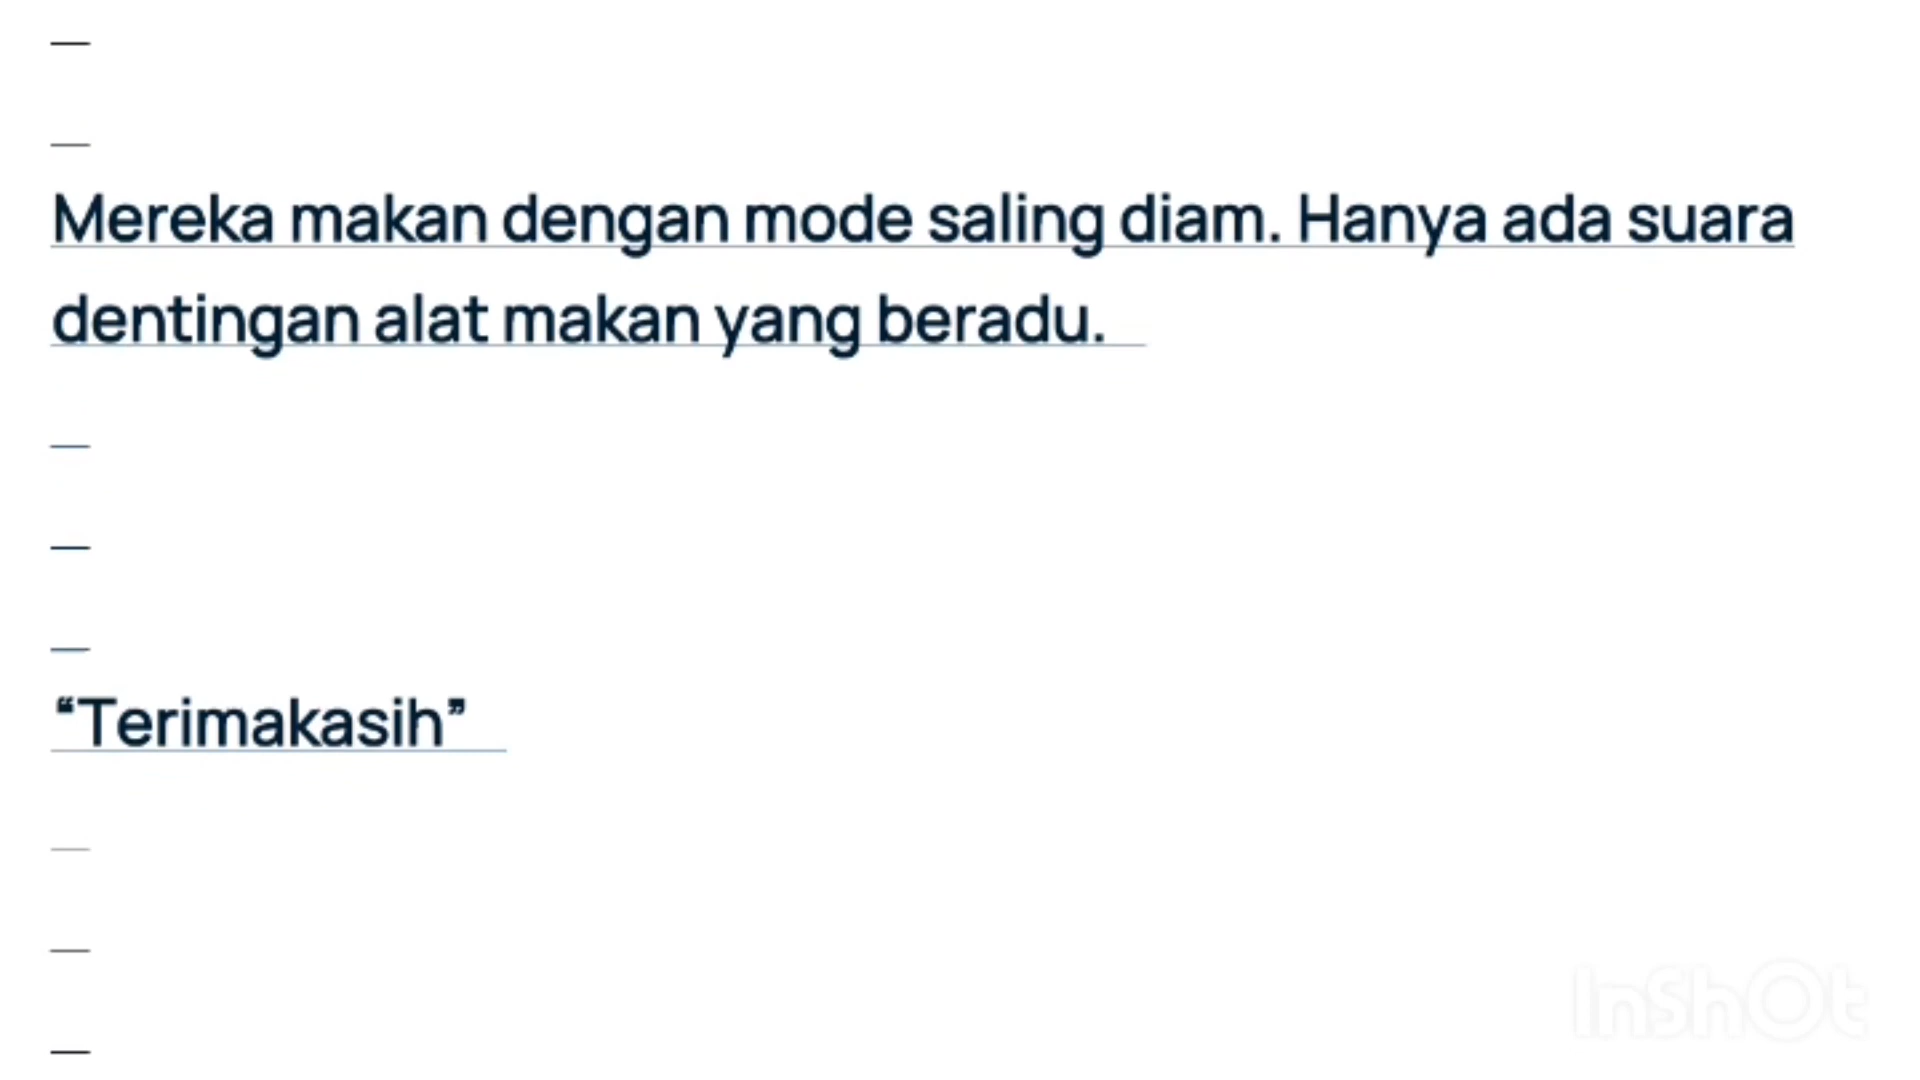 Mereka makan dengan mode saling diam. Hanya ada suara
dentingan alat makan yang beradu.
“Terimakasih”
InShOt